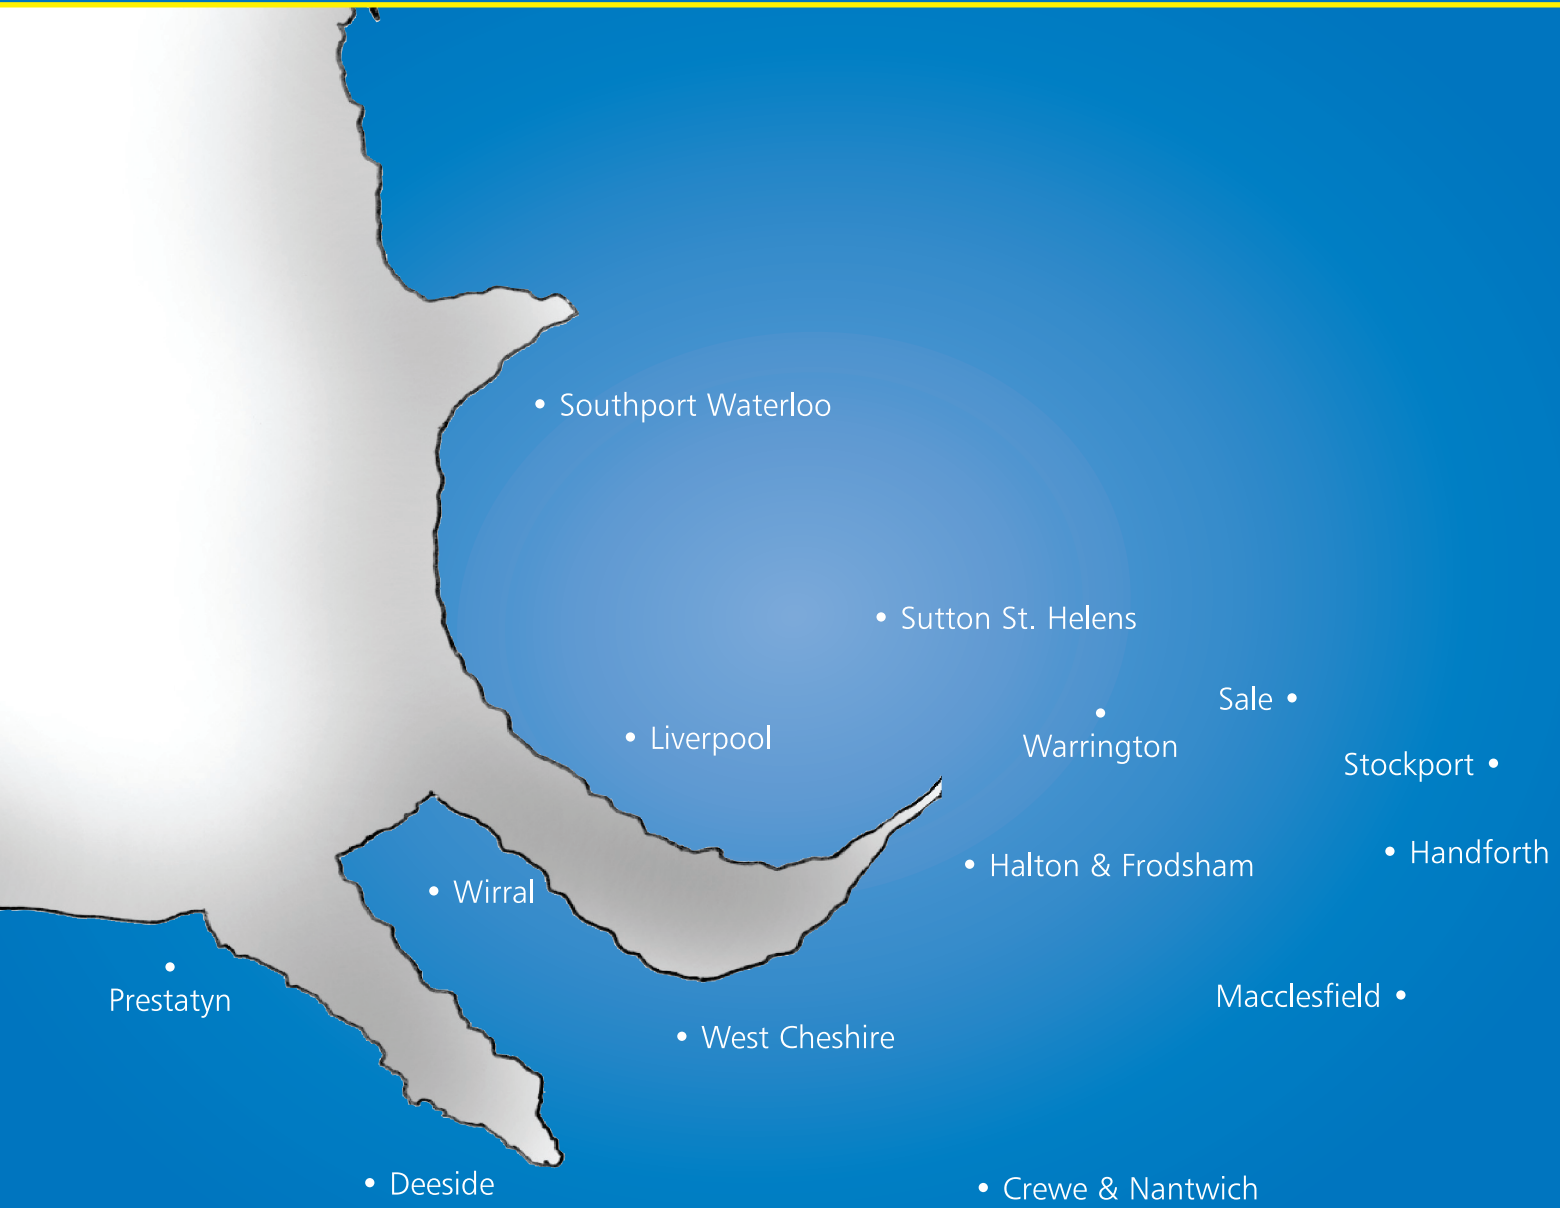 Southport Waterloo
Sutton St. Helens
Sale
Liverpool
Warrington
Stockport
Handforth
Halton & Frodsham
Wirral
Prestatyn
Macclesfield
West Cheshire
Deeside
Crewe & Nantwich